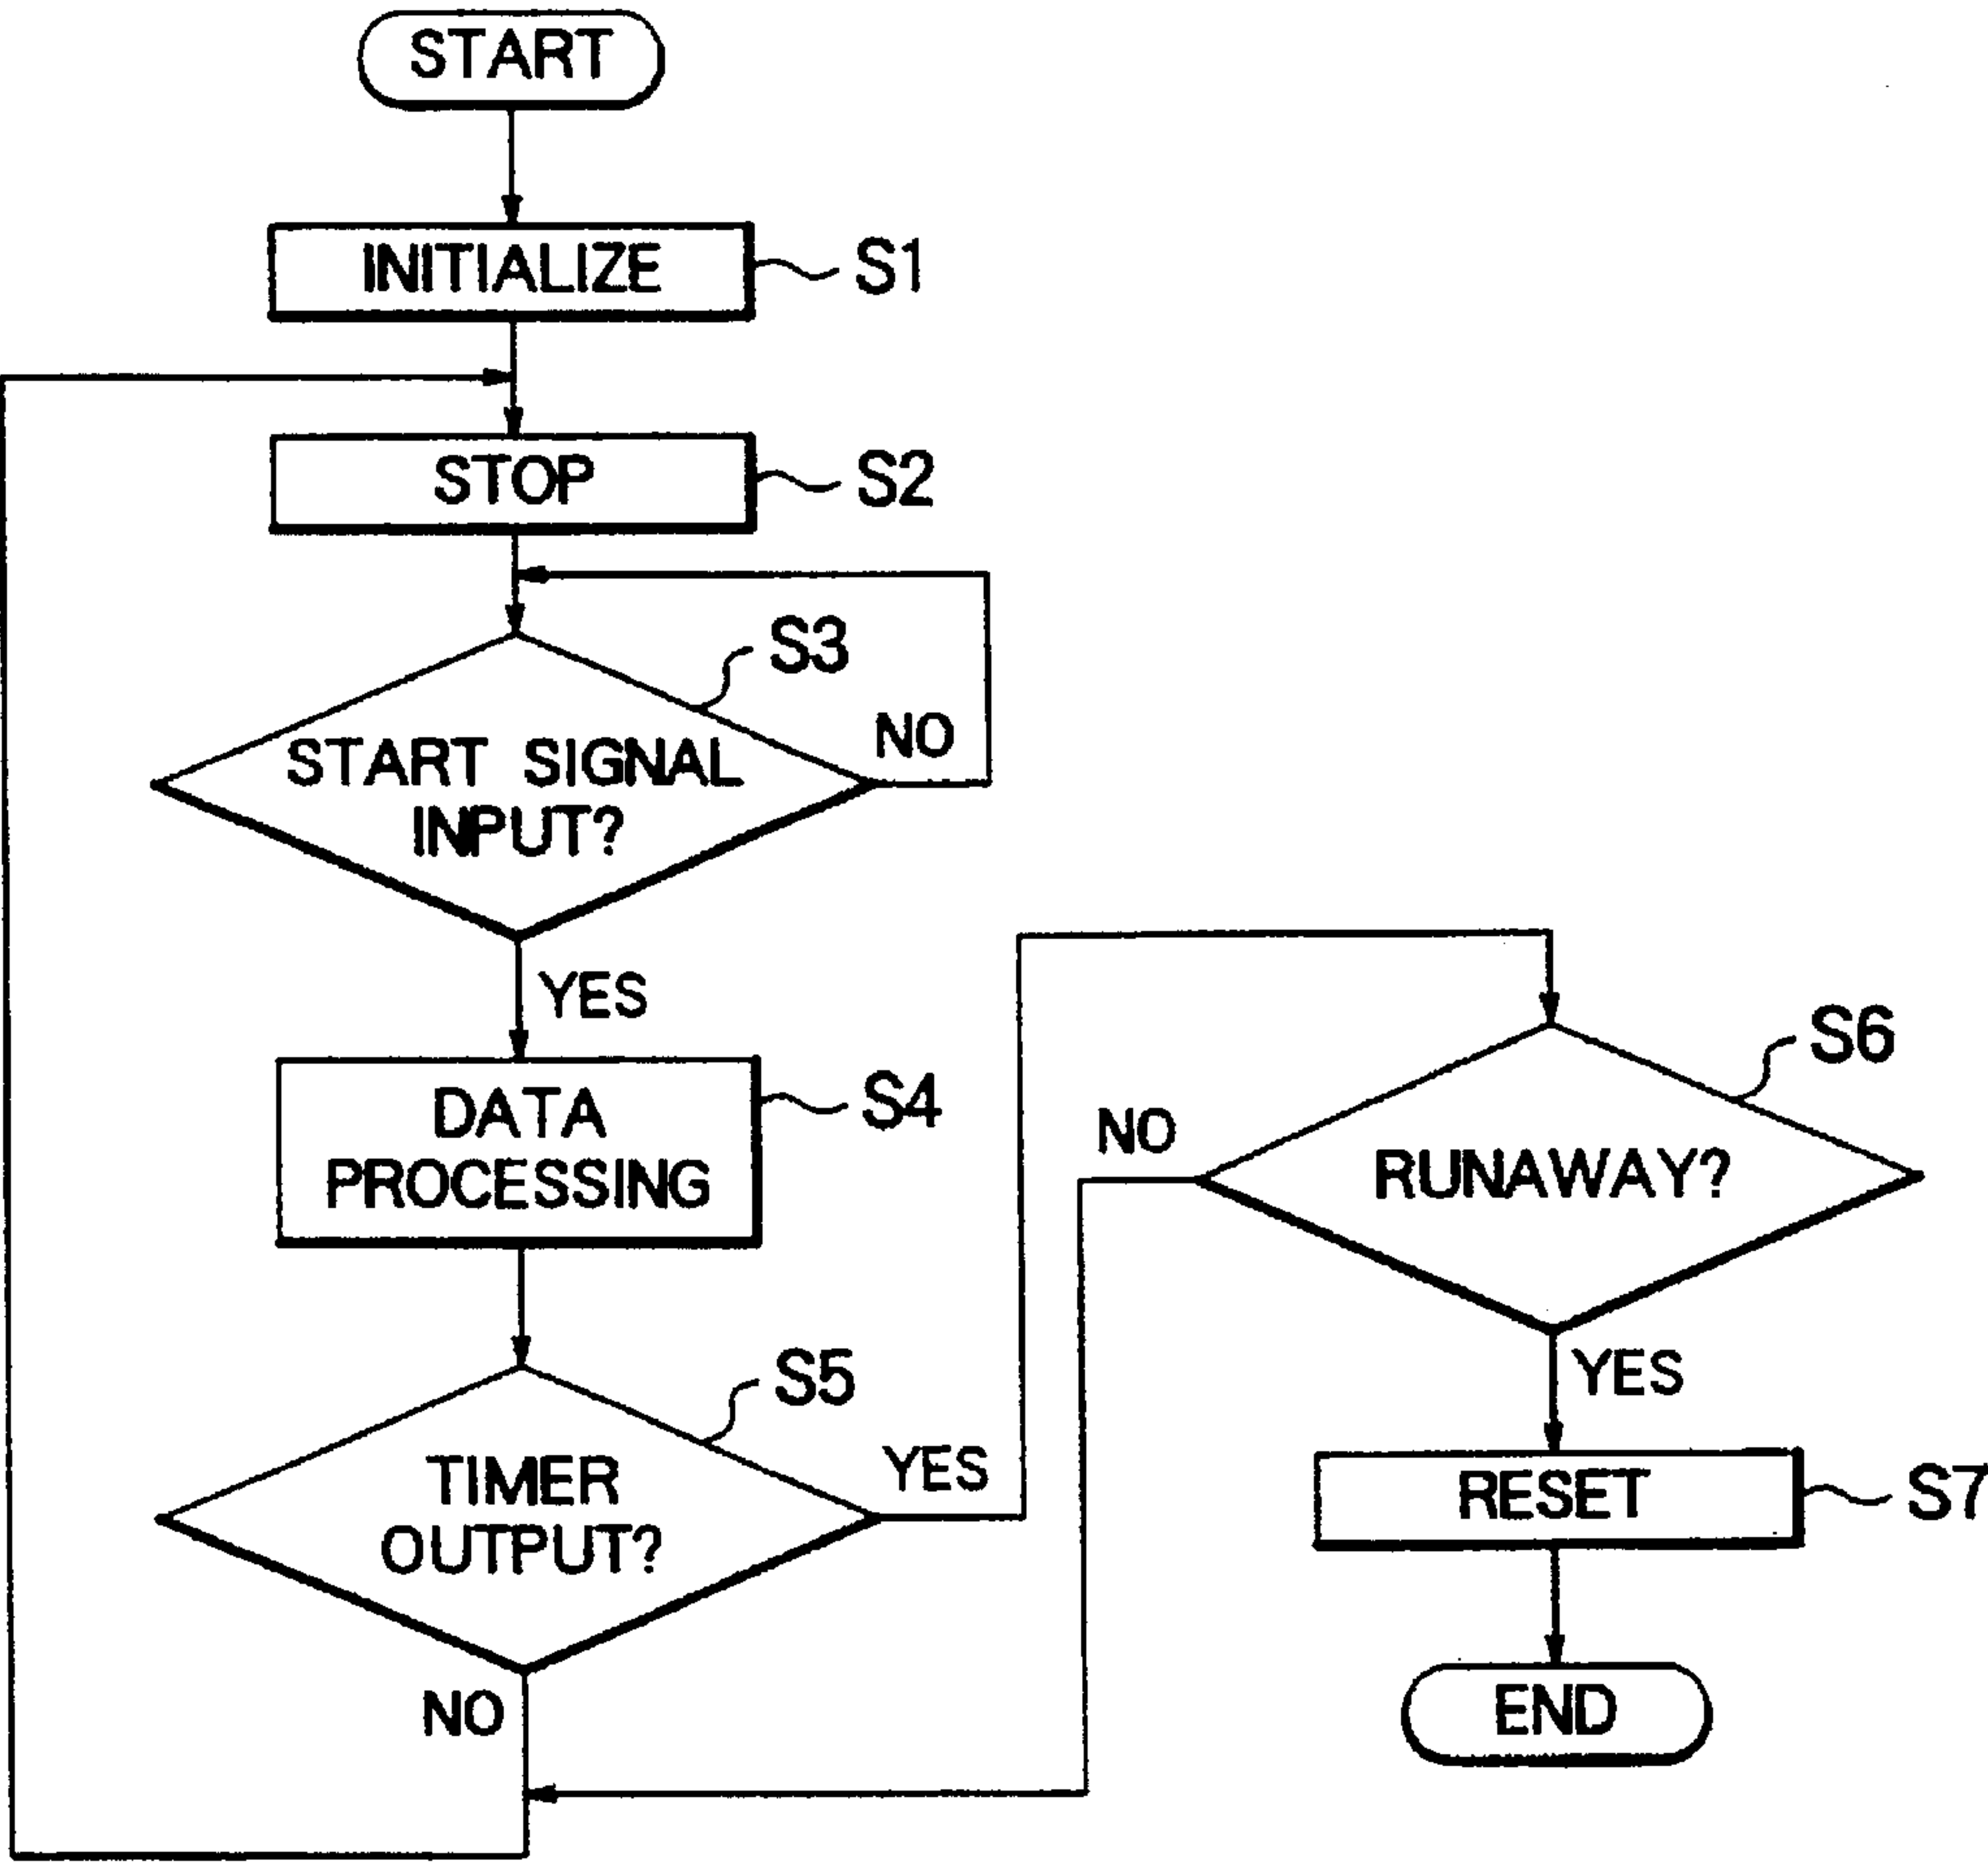 START
INITIALIZE
S1
STOP
S2
S3
NO
START SIGNAL
INPUT?
YES
DATA
PROCESSING
S4
S5
TIMER
OUTPUT?
YES
NO
S6
NO
RUNAWAY?
YES
RESET
S7
END